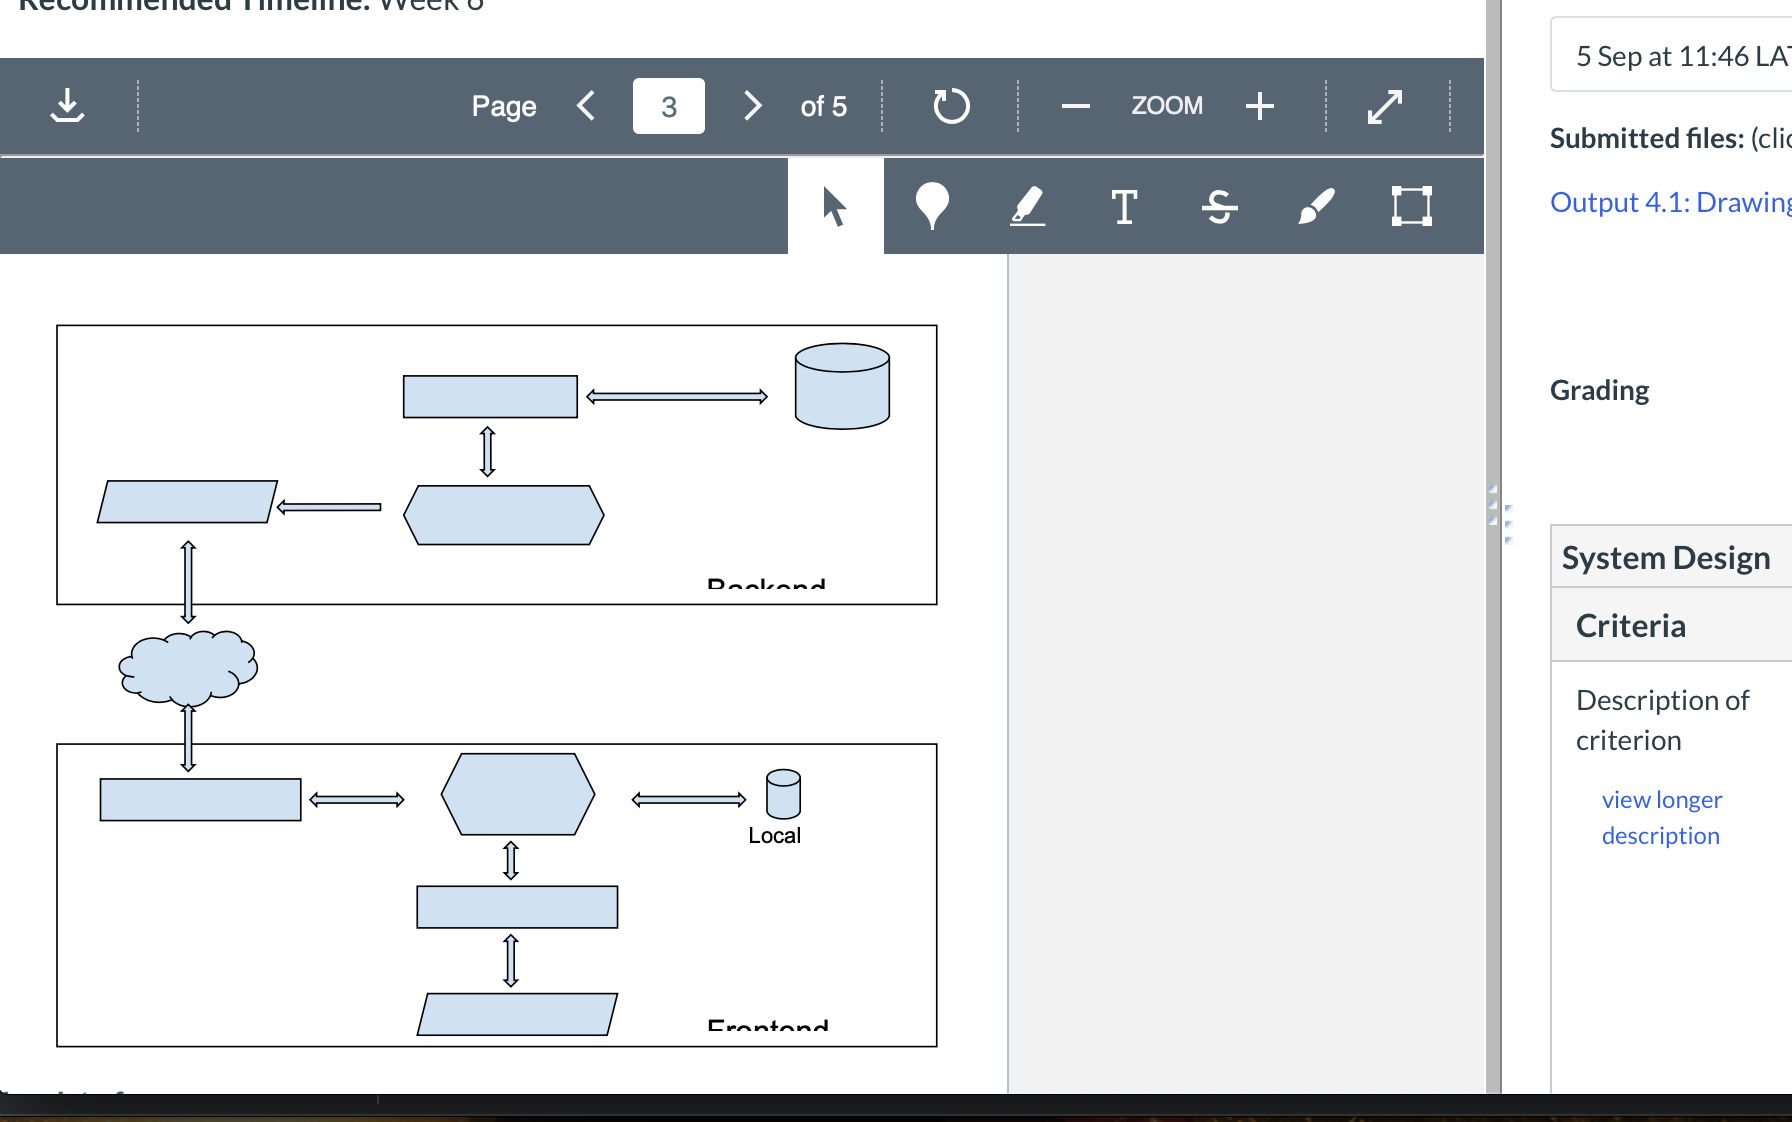 Recommended Timeline: Week 6
Page 3 of 5 ZOOM
5 Sep at 11:46 LAT
Submitted files: (clic
Output 4.1: Drawing
Grading
Backend
System Design
Criteria
Description of
criterion
view longer
description
Local
Frontend